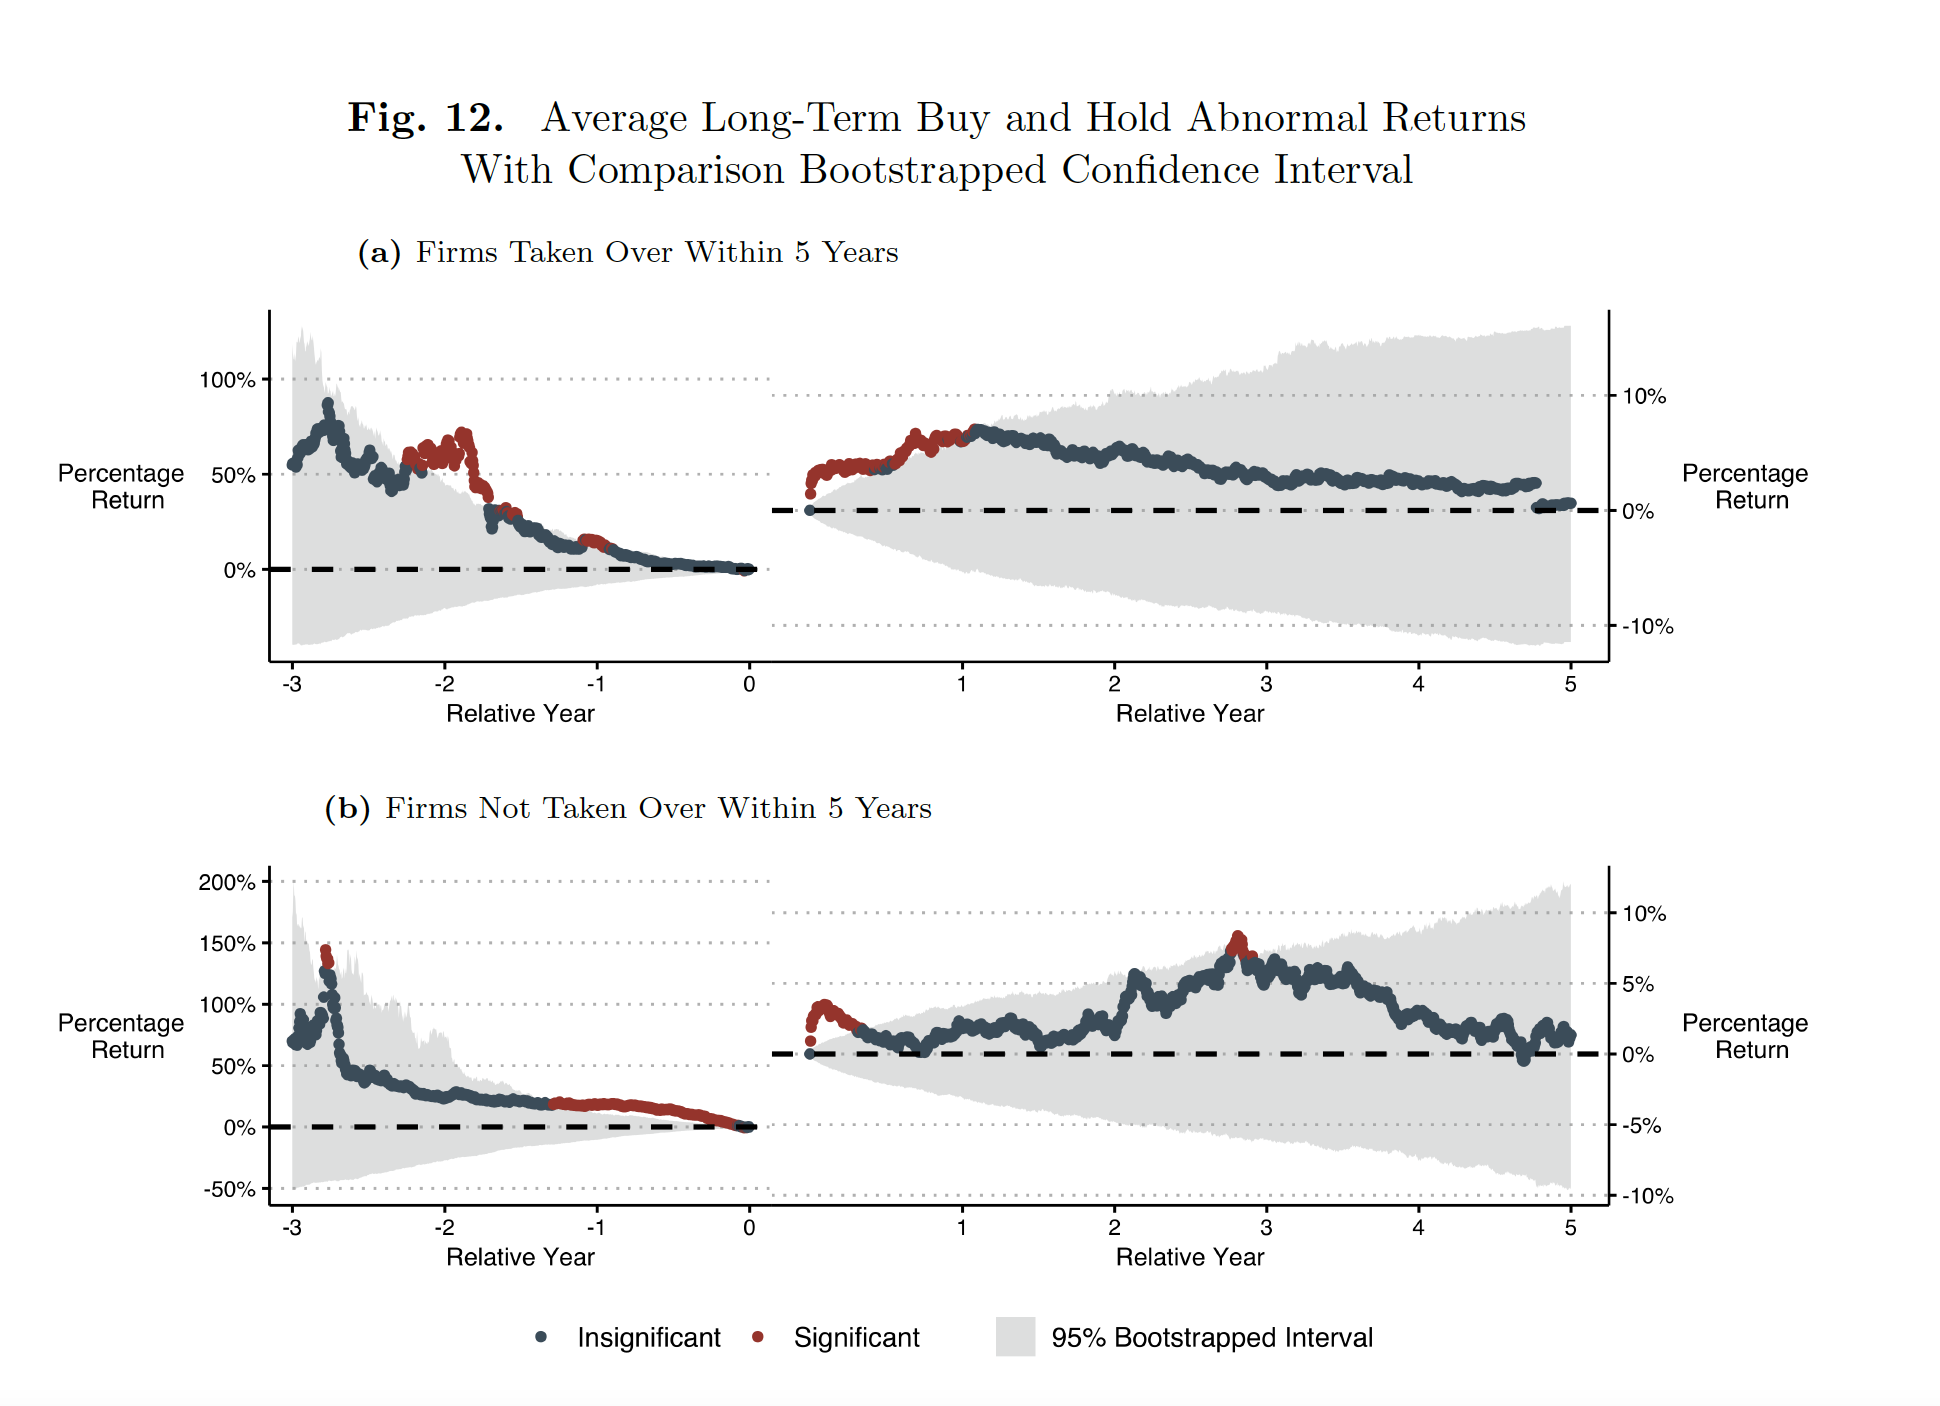 Fig. 12. Average Long-Term Buy and Hold Abnormal Returns
With Comparison Bootstrapped Confidence Interval
(a) Firms Taken Over Within 5 Years
100%
50%
0%
Percentage
Return
10%
0%
-10%
Percentage
Return
-3 -2 -1 0 1 2 3 4 5
Relative Year Relative Year
(b) Firms Not Taken Over Within 5 Years
200%
150%
100%
50%
0%
-50%
Percentage
Return
10%
5%
0%
-5%
-10%
Percentage
Return
-3 -2 -1 0 1 2 3 4 5
Relative Year Relative Year
Insignificant Significant 95% Bootstrapped Interval